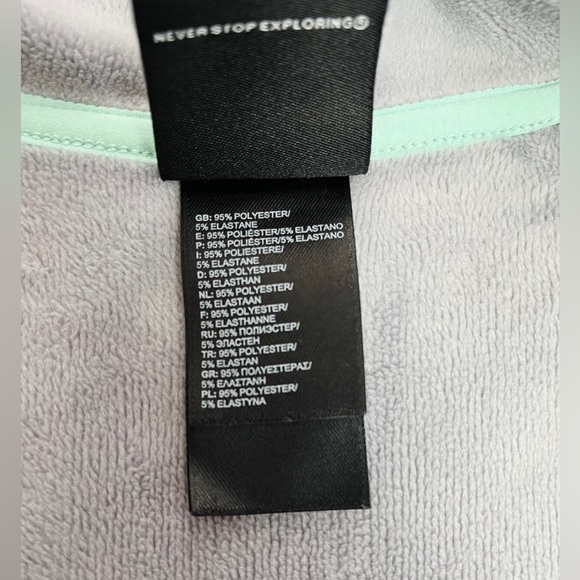 NEVER STOP EXPLORING®
GB: 95% POLYESTER/
5% ELASTANE
E: 95% POLIÉSTER/5% ELASTANO
P: 95% POLIÉSTER/5% ELASTANO
I: 95% POLIESTERE/
5% ELASTANE
D: 95% POLYESTER/
5% ELASTHAN
NL: 95% POLYESTER/
5% ELASTAAN
F: 95% POLYESTER/
5% ELASTHANNE
RU: 95% ПОПИЭСТЕР/
5% ЭПАСТЕН
TR: 95% POLYESTER/
5% ELASTAN
GR: 95% ΠΟΛΥΕΣΤΕΡΑΣ/
5% ΕΛΑΣΤΑΝΗ
PL: 95% POLYESTER/
5% ELASTYNA